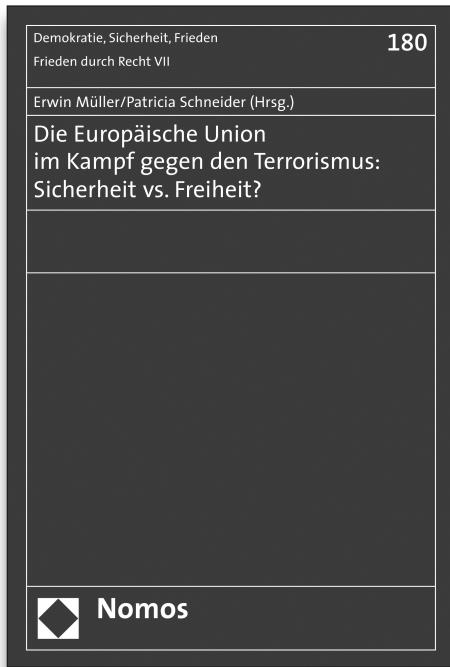 Demokratie, Sicherheit, Frieden
180
Frieden durch Recht VII
Erwin Müller/Patricia Schneider (Hrsg.)
Die Europäische Union
im Kampf gegen den Terrorismus:
Sicherheit vs. Freiheit?
Nomos